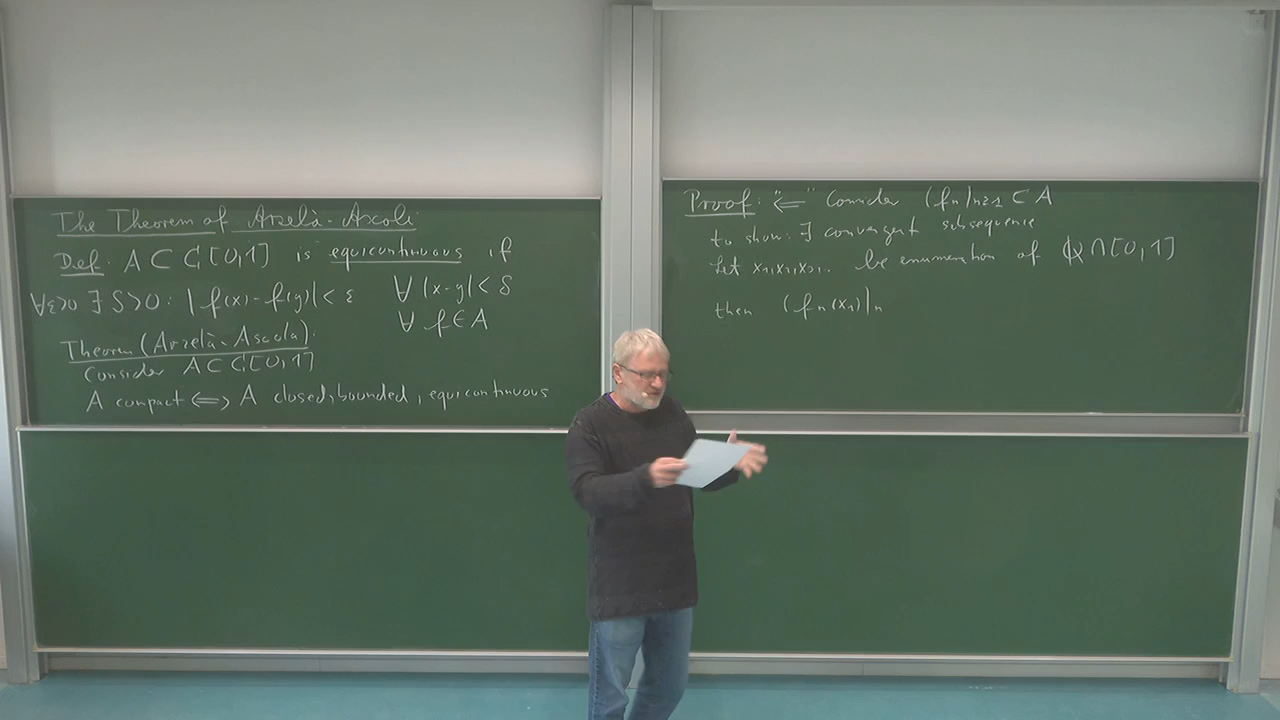 The Theorem of Arzelà-Ascoli
Def. A ⊂ C[0,1] is equicontinuous if
∀ε>0 ∃ δ>0: |f(x)-f(y)|<ε ∀ |x-y|<δ
∀ f∈A
Theorem (Arzelà-Ascola):
Consider A⊂C[0,1]
A compact ⟺ A closed, bounded, equicontinuous
Proof: "⟸" Consider (fn)n≥1 ⊂ A
to show: ∃ convergent subsequence
Let x1,x2,x3,.. be enumeration of ℚ∩[0,1]
then (fn(x1))n